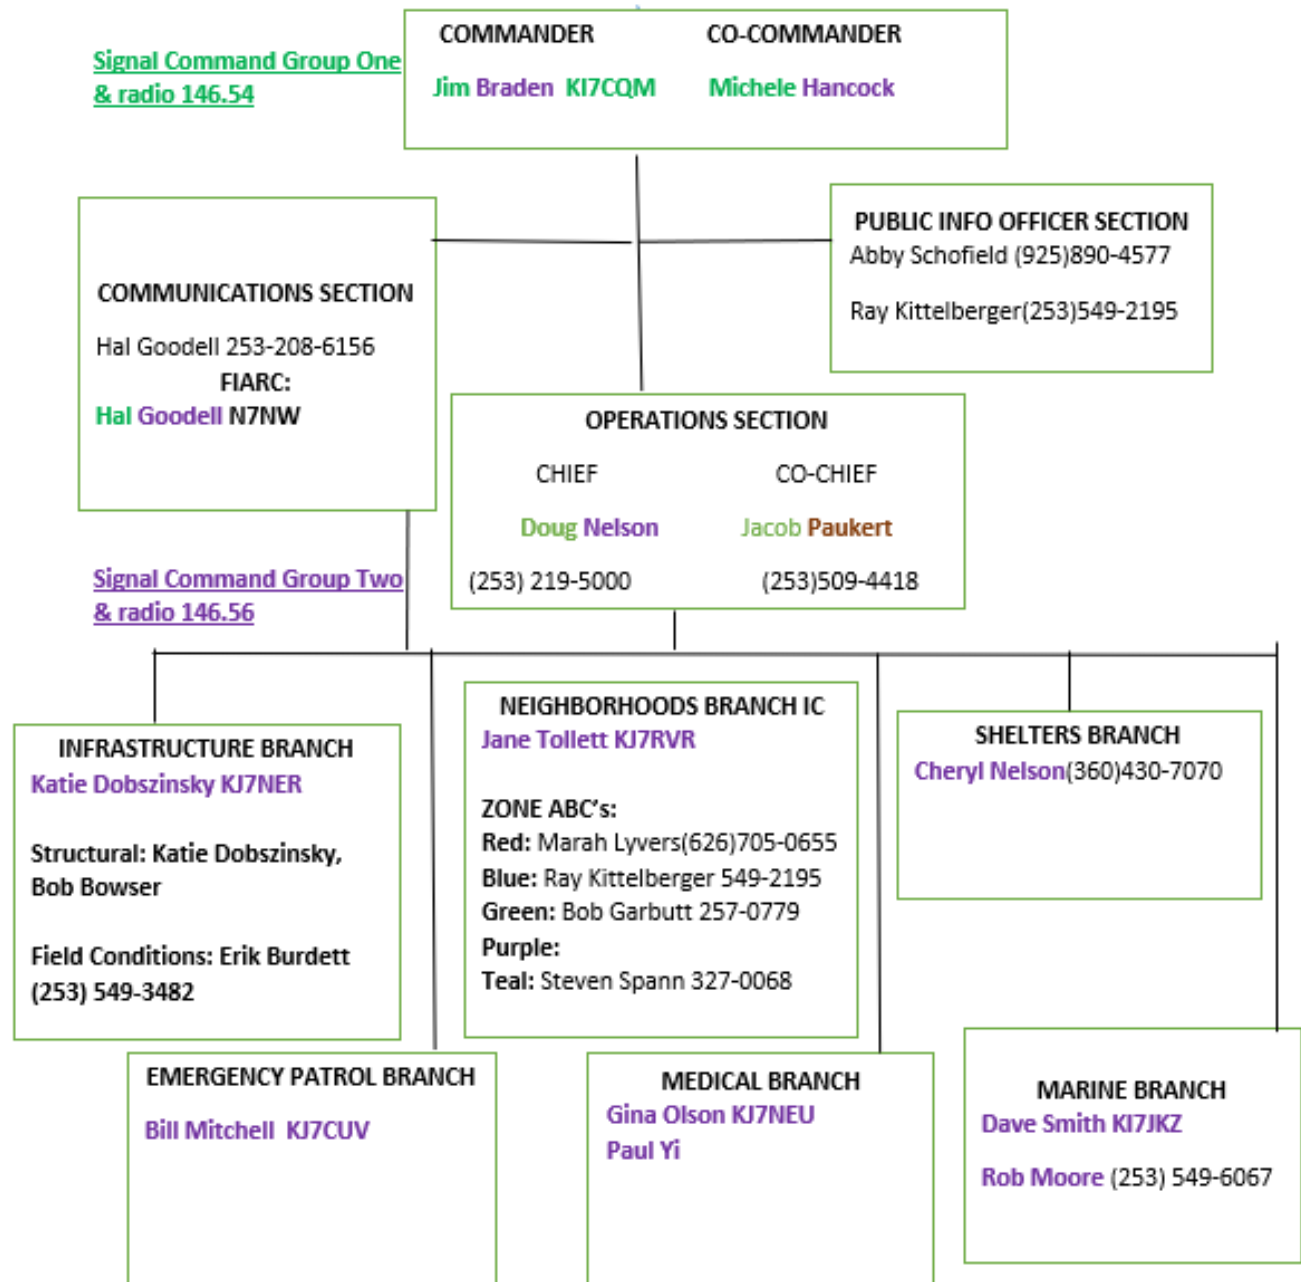 COMMANDER CO-COMMANDER
Signal Command Group One
& radio 146.54
Jim Braden KI7CQM Michele Hancock
PUBLIC INFO OFFICER SECTION
Abby Schofield (925)890-4577
Ray Kittelberger(253)549-2195
COMMUNICATIONS SECTION
Hal Goodell 253-208-6156
FIARC:
Hal Goodell N7NW
OPERATIONS SECTION
CHIEF CO-CHIEF
Doug Nelson Jacob Paukert
(253) 219-5000 (253)509-4418
Signal Command Group Two
& radio 146.56
INFRASTRUCTURE BRANCH
Katie Dobszinsky KJ7NER
Structural: Katie Dobszinsky,
Bob Bowser
Field Conditions: Erik Burdett
(253) 549-3482
NEIGHBORHOODS BRANCH IC
Jane Tollett KJ7RVR
ZONE ABC’s:
Red: Marah Lyvers(626)705-0655
Blue: Ray Kittelberger 549-2195
Green: Bob Garbutt 257-0779
Purple:
Teal: Steven Spann 327-0068
SHELTERS BRANCH
Cheryl Nelson(360)430-7070
EMERGENCY PATROL BRANCH
Bill Mitchell KJ7CUV
MEDICAL BRANCH
Gina Olson KJ7NEU
Paul Yi
MARINE BRANCH
Dave Smith KI7JKZ
Rob Moore (253) 549-6067